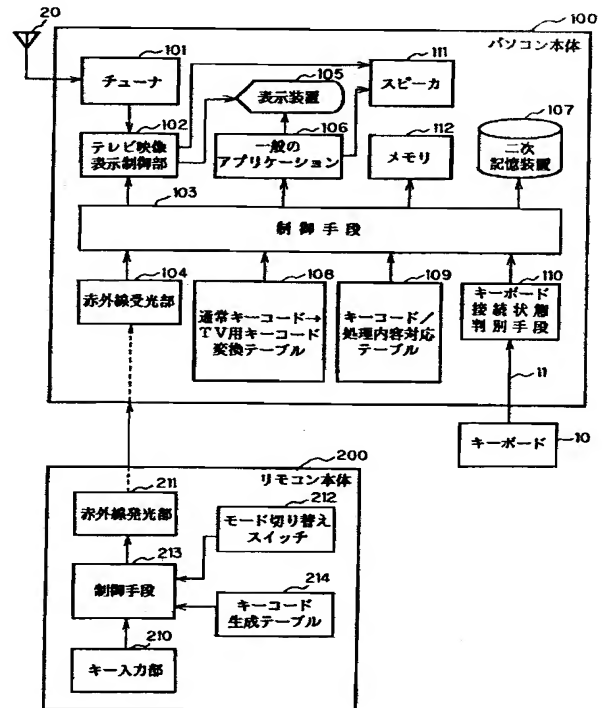 20
100
パソコン本体
101
チューナ
105
表示装置
111
スピーカ
102
テレビ映像
表示制御部
106
一般の
アプリケーション
112
メモリ
107
二次
記憶装置
103
制御手段
104
赤外線受光部
108
通常キーコード→
TV用キーコード
変換テーブル
109
キーコード/
処理内容対応
テーブル
110
キーボード
接続状態
判別手段
11
キーボード
10
200
リモコン本体
211
赤外線発光部
212
モード切り替え
スイッチ
213
制御手段
214
キーコード
生成テーブル
210
キー入力部